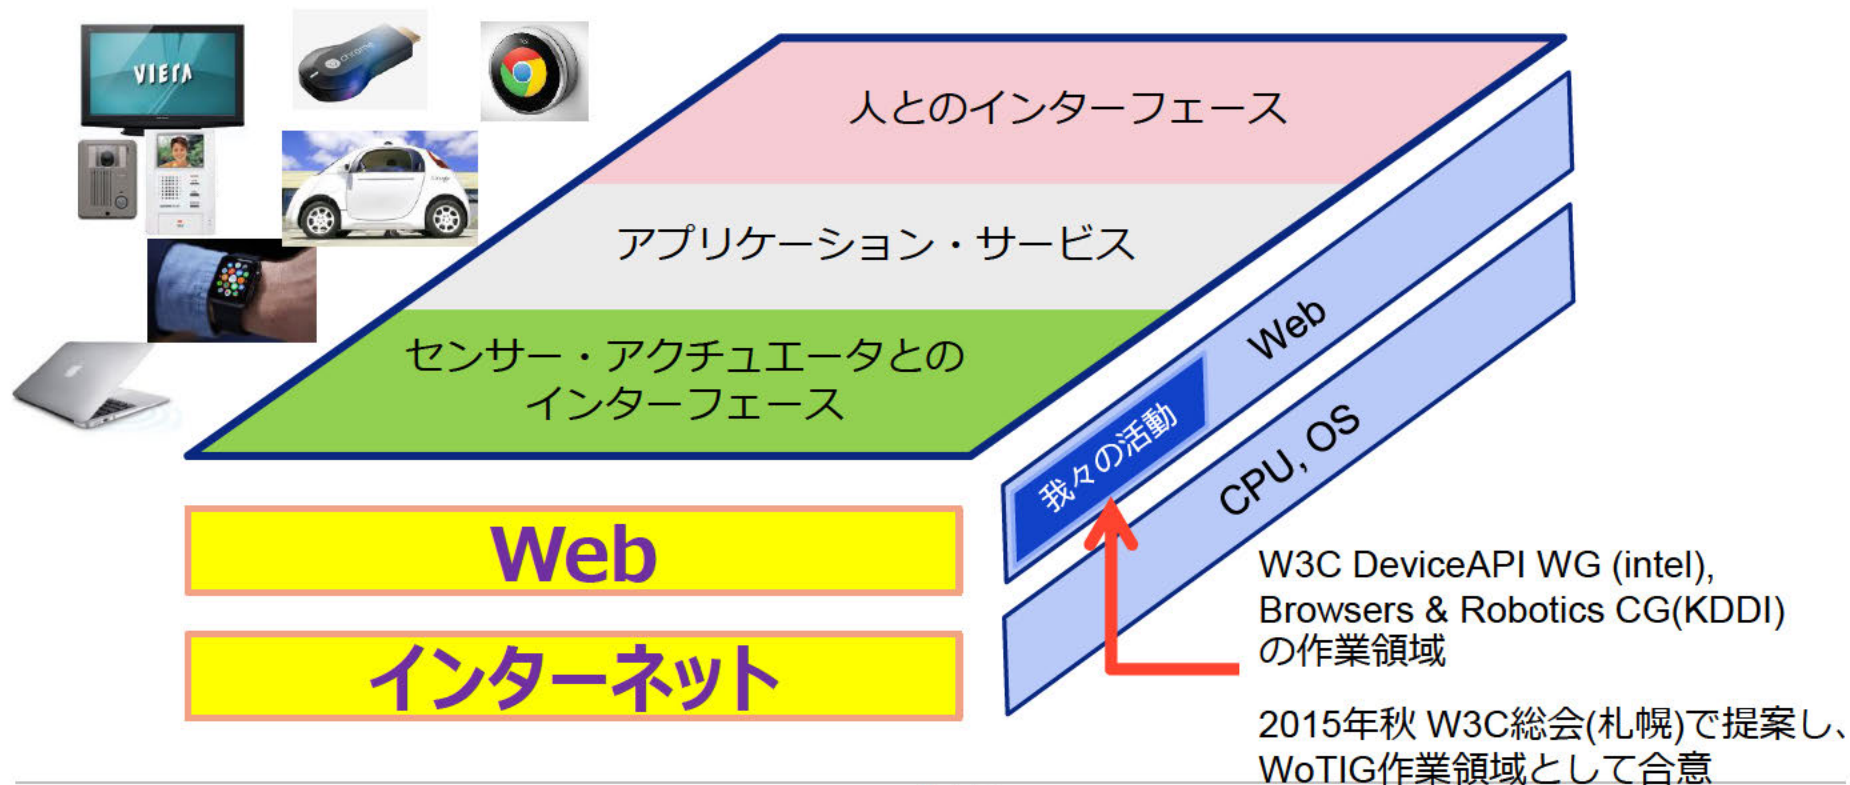 VIERA
chrome
人とのインターフェース
アプリケーション・サービス
センサー・アクチュエータとの
インターフェース
Web
我々の活動
CPU, OS
Web
インターネット
W3C DeviceAPI WG (intel),
Browsers & Robotics CG(KDDI)
の作業領域
2015年秋 W3C総会(札幌)で提案し、
WoTIG作業領域として合意